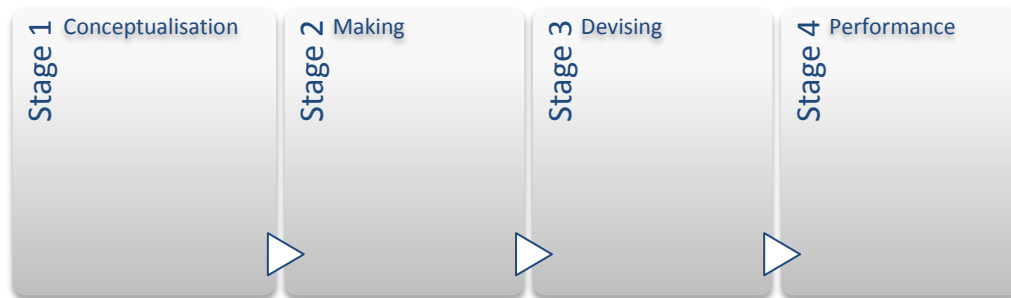 Stage 1
Conceptualisation
Stage 2
Making
Stage 3
Devising
Stage 4
Performance